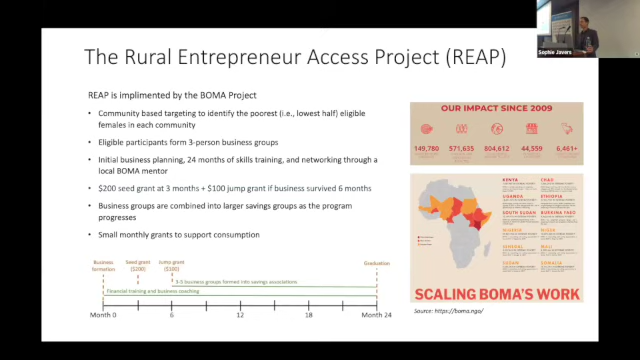 Sophie Javers
The Rural Entrepreneur Access Project (REAP)
REAP is implimented by the BOMA Project
• Community based targeting to identify the poorest (i.e., lowest half) eligible
females in each community
• Eligible participants form 3-person business groups
• Initial business planning, 24 months of skills training, and networking through a
local BOMA mentor
• $200 seed grant at 3 months + $100 jump grant if business survived 6 months
• Business groups are combined into larger savings groups as the program
progresses
• Small monthly grants to support consumption
Business
formation
Seed grant
($200)
Jump grant
($100)
Graduation
3-5 business groups formed into savings associations
Financial training and business coaching
Month 0
6
12
18
Month 24
OUR IMPACT SINCE 2009
149,780
571,635
804,612
44,559
6,461+
KENYA
UGANDA
SOUTH SUDAN
ETHIOPIA
SUDAN
CHAD
BURKINA FASO
NIGER
MALI
SOMALIA
SCALING BOMA'S WORK
Source: https://boma.ngo/